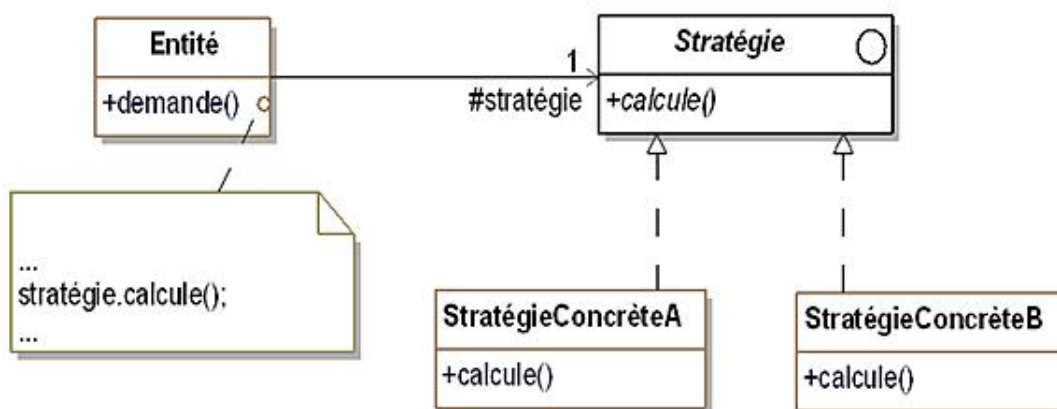 Entité
+demande()
Stratégie
+calcule()
1
#stratégie
...
stratégie.calcule();
...
StratégieConcrèteA
+calcule()
StratégieConcrèteB
+calcule()